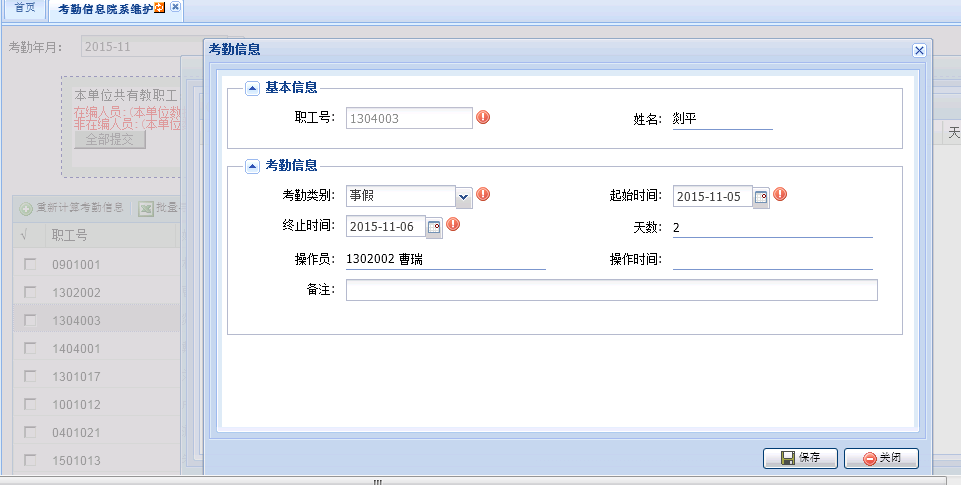 首页
考勤信息院系维护
考勤年月: 2015-11
本单位共有教职工
在编人员:(本单位数
非在编人员:(本单位
全部提交
重新计算考勤信息 批量
√ 职工号
0901001
1302002
1304003
1404001
1301017
1001012
0401021
1501013
天
考勤信息
基本信息
职工号: 1304003 姓名: 剡平
考勤信息
考勤类别: 事假 起始时间: 2015-11-05
终止时间: 2015-11-06 天数: 2
操作员: 1302002 曹瑞 操作时间:
备注:
保存 关闭